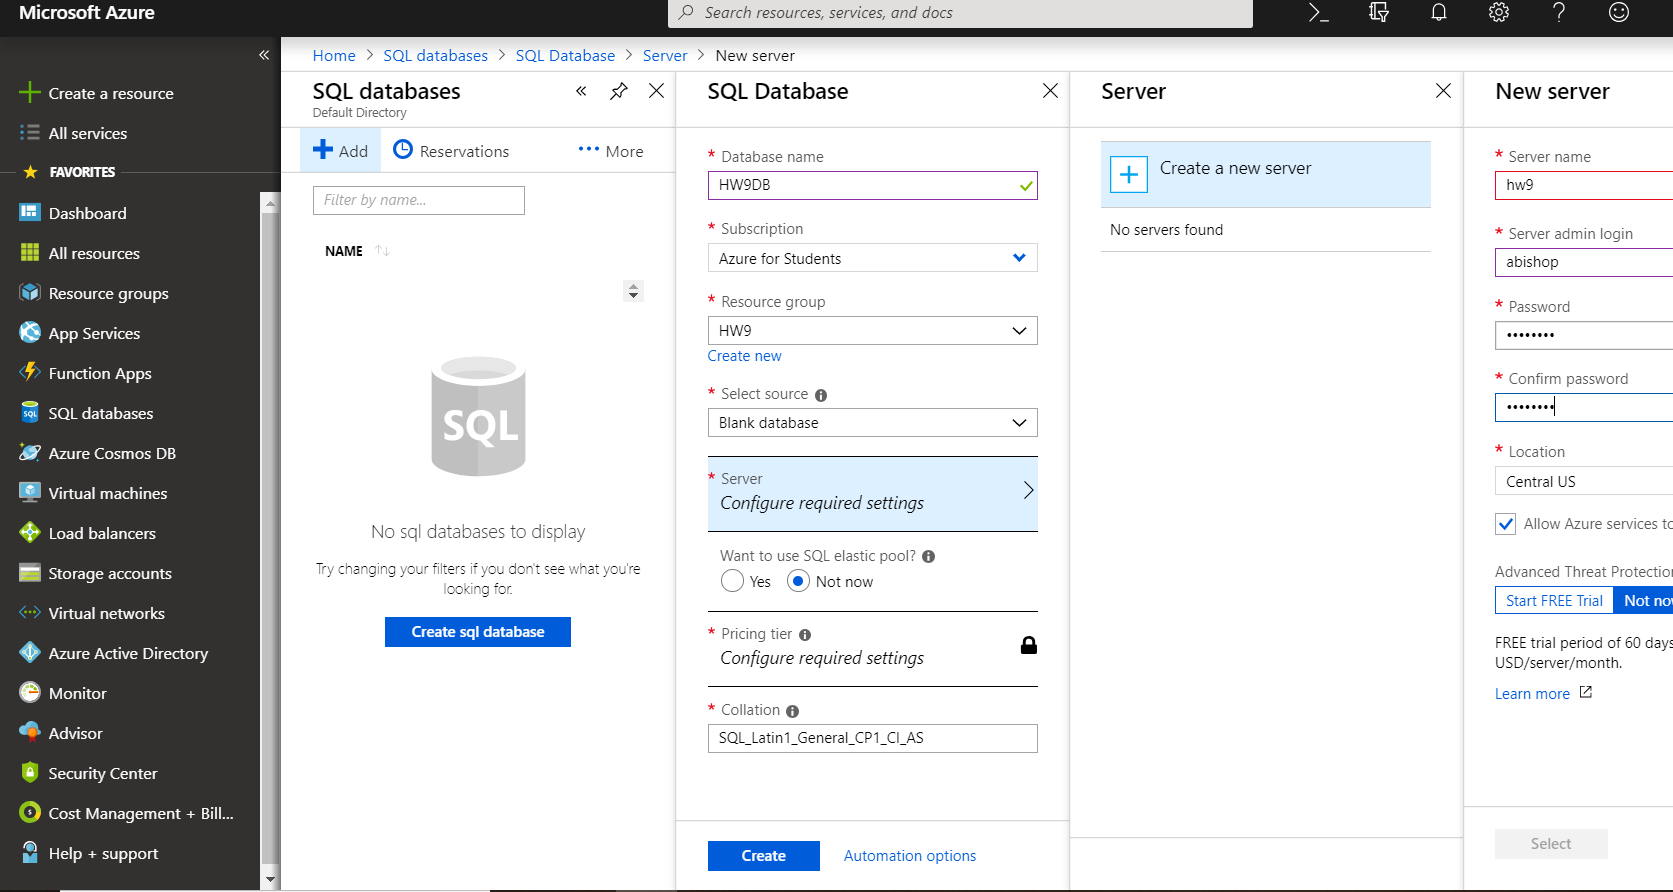 Microsoft Azure
Search resources, services, and docs
Create a resource
All services
FAVORITES
Dashboard
All resources
Resource groups
App Services
Function Apps
SQL databases
Azure Cosmos DB
Virtual machines
Load balancers
Storage accounts
Virtual networks
Azure Active Directory
Monitor
Advisor
Security Center
Cost Management + Bill...
Help + support
Home > SQL databases > SQL Database > Server > New server
SQL databases
Default Directory
Add
Reservations
More
Filter by name...
NAME
SQL
No sql databases to display
Try changing your filters if you don't see what you're
looking for.
Create sql database
SQL Database
* Database name
HW9DB
* Subscription
Azure for Students
* Resource group
HW9
Create new
* Select source
Blank database
* Server
Configure required settings
Want to use SQL elastic pool?
Yes
Not now
* Pricing tier
Configure required settings
* Collation
SQL_Latin1_General_CP1_CI_AS
Create
Automation options
Server
Create a new server
No servers found
New server
* Server name
hw9
* Server admin login
abishop
* Password
••••••••
* Confirm password
••••••••
* Location
Central US
Allow Azure services to
Advanced Threat Protection
Start FREE Trial
Not now
FREE trial period of 60 days
USD/server/month.
Learn more
Select